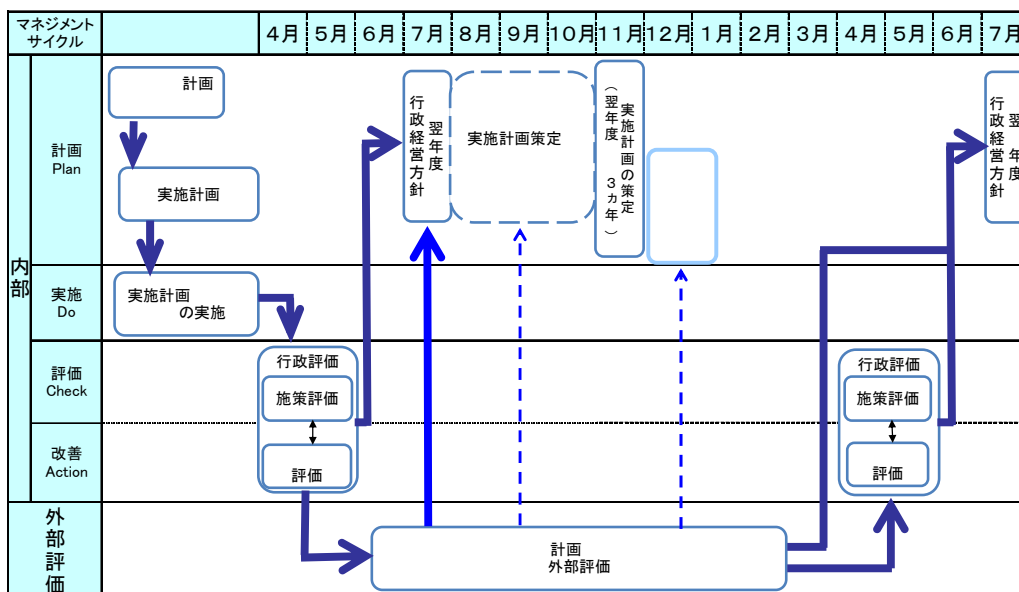 マネジメント
サイクル
4月 5月 6月 7月 8月 9月 10月 11月 12月 1月 2月 3月 4月 5月 6月 7月
内部
計画
Plan
計画
実施計画
翌年度
行政経営方針
実施計画策定
実施計画の策定
(翌年度 3ヵ年)
翌年度
行政経営方針
実施
Do
実施計画
の実施
評価
Check
行政評価
施策評価
行政評価
施策評価
改善
Action
評価
評価
外部評価
計画
外部評価